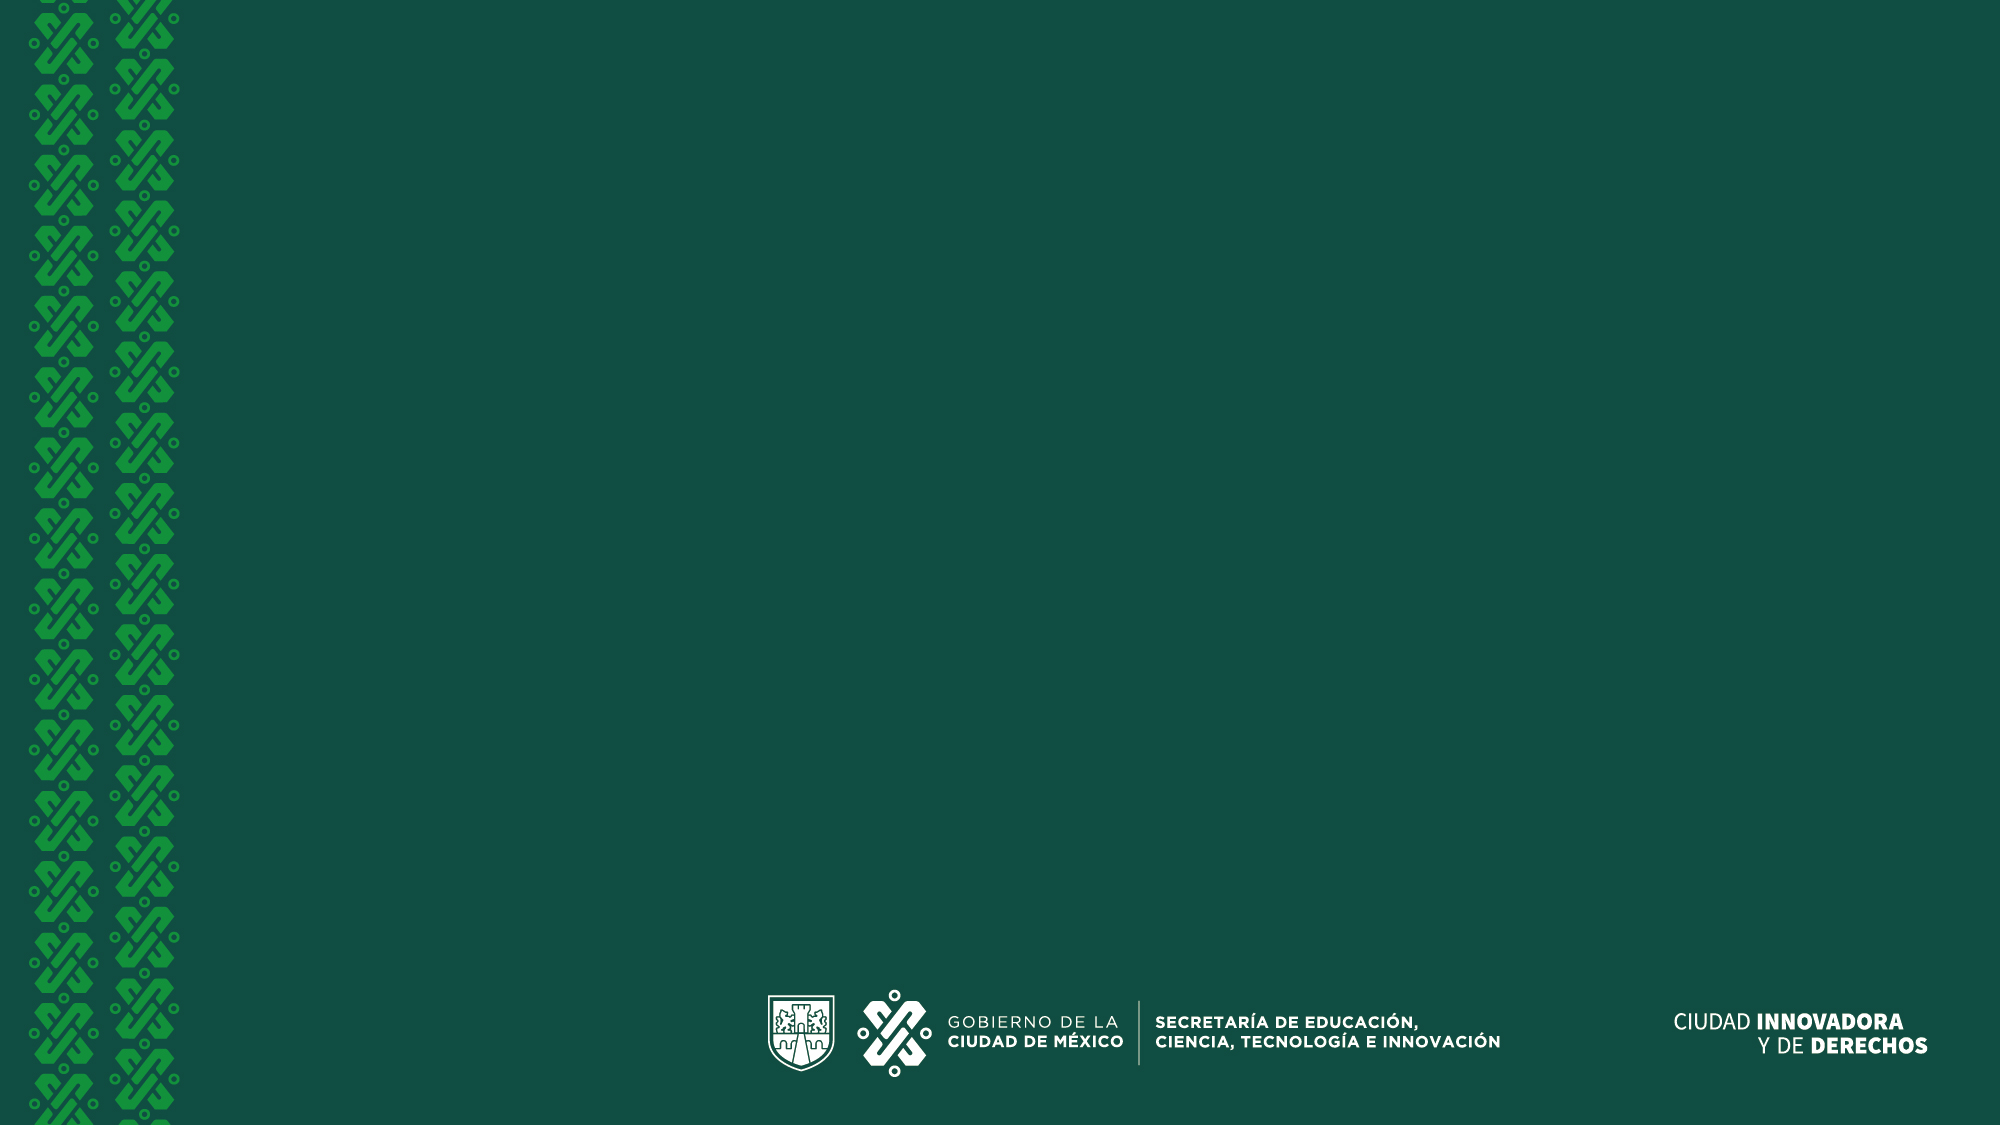 GOBIERNO DE LA
CIUDAD DE MÉXICO
SECRETARÍA DE EDUCACIÓN,
CIENCIA, TECNOLOGÍA E INNOVACIÓN
CIUDAD INNOVADORA
Y DE DERECHOS